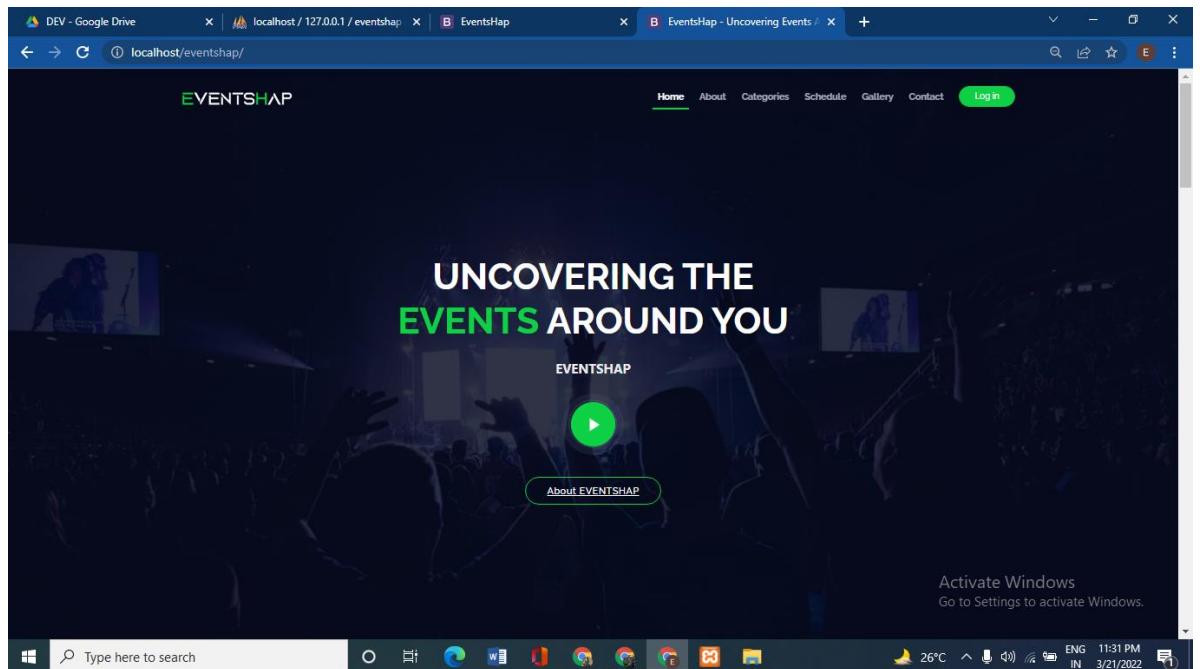 DEV - Google Drive
localhost / 127.0.0.1 / eventshap
B EventsHap
B EventsHap - Uncovering Events A
localhost/eventshap/
E
EVENTSHAP
Home About Categories Schedule Gallery Contact Log in
UNCOVERING THE
EVENTS AROUND YOU
EVENTSHAP
About EVENTSHAP
Activate Windows
Go to Settings to activate Windows.
Type here to search
26°C
ENG
IN
11:31 PM
3/21/2022